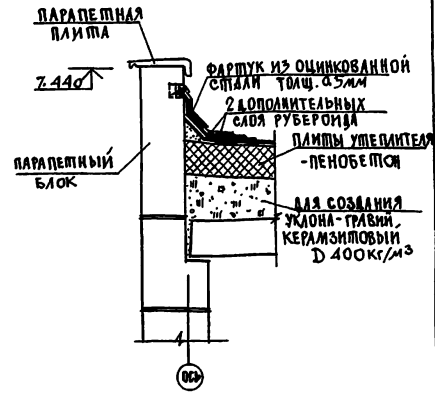 ПАРАПЕТНАЯ
ПЛИТА
7.440
ФАРТУК ИЗ ОЦИНКОВАННОЙ
СТАЛИ ТОЛЩ. 0,5ММ
2 ДОПОЛНИТЕЛЬНЫХ
СЛОЯ РУБЕРОИДА
ПЛИТЫ УТЕПЛИТЕЛЯ
-ПЕНОБЕТОН
ПАРАПЕТНЫЙ
БЛОК
ДЛЯ СОЗДАНИЯ
УКЛОНА-ГРАВИЙ,
КЕРАМЗИТОВЫЙ
D 400КГ/М³
ОСЬ